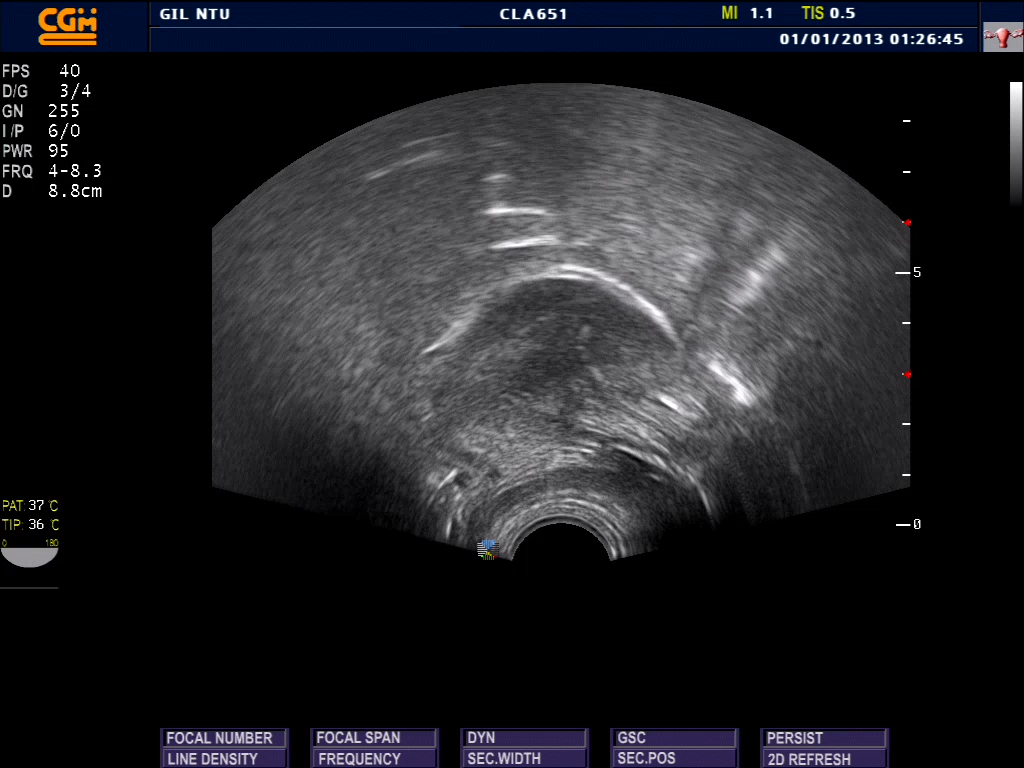 CGM
GIL NTU CLA651 MI 1.1 TIS 0.5
01/01/2013 01:26:45
FPS 40
D/G 3/4
GN 255
I/P 6/0
PWR 95
FRQ 4-8.3
D 8.8cm
5
PAT: 37 °C
TIP: 36 °C
0 180
0
FOCAL NUMBER FOCAL SPAN DYN GSC PERSIST
LINE DENSITY FREQUENCY SEC.WIDTH SEC.POS 2D REFRESH